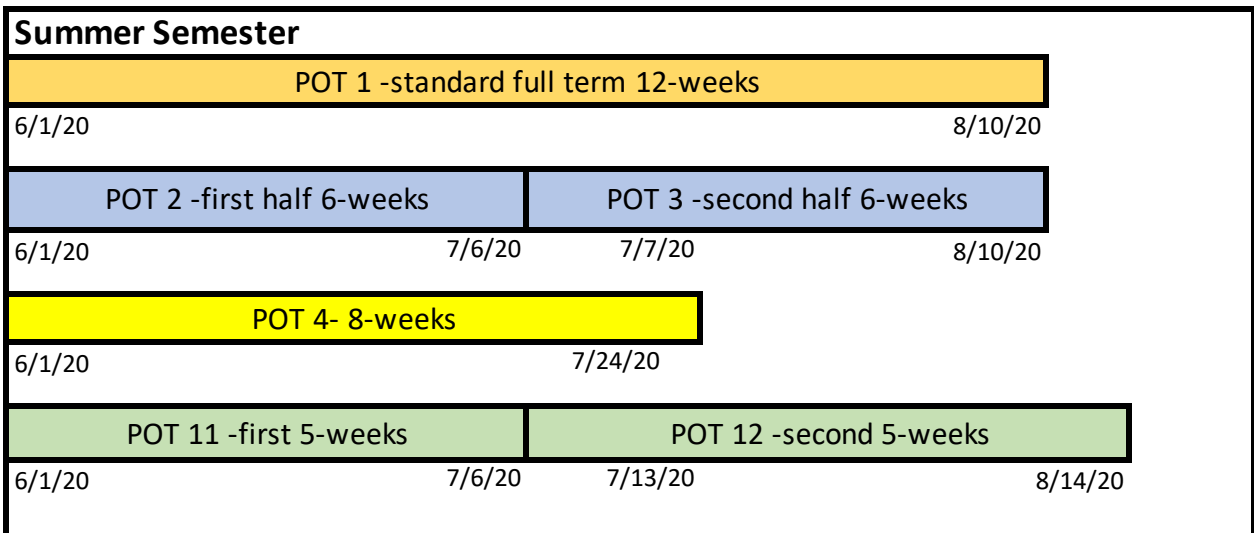 Summer Semester
POT 1 -standard full term 12-weeks
6/1/20 8/10/20
POT 2 -first half 6-weeks POT 3 -second half 6-weeks
6/1/20 7/6/20 7/7/20 8/10/20
POT 4- 8-weeks
6/1/20 7/24/20
POT 11 -first 5-weeks POT 12 -second 5-weeks
6/1/20 7/6/20 7/13/20 8/14/20